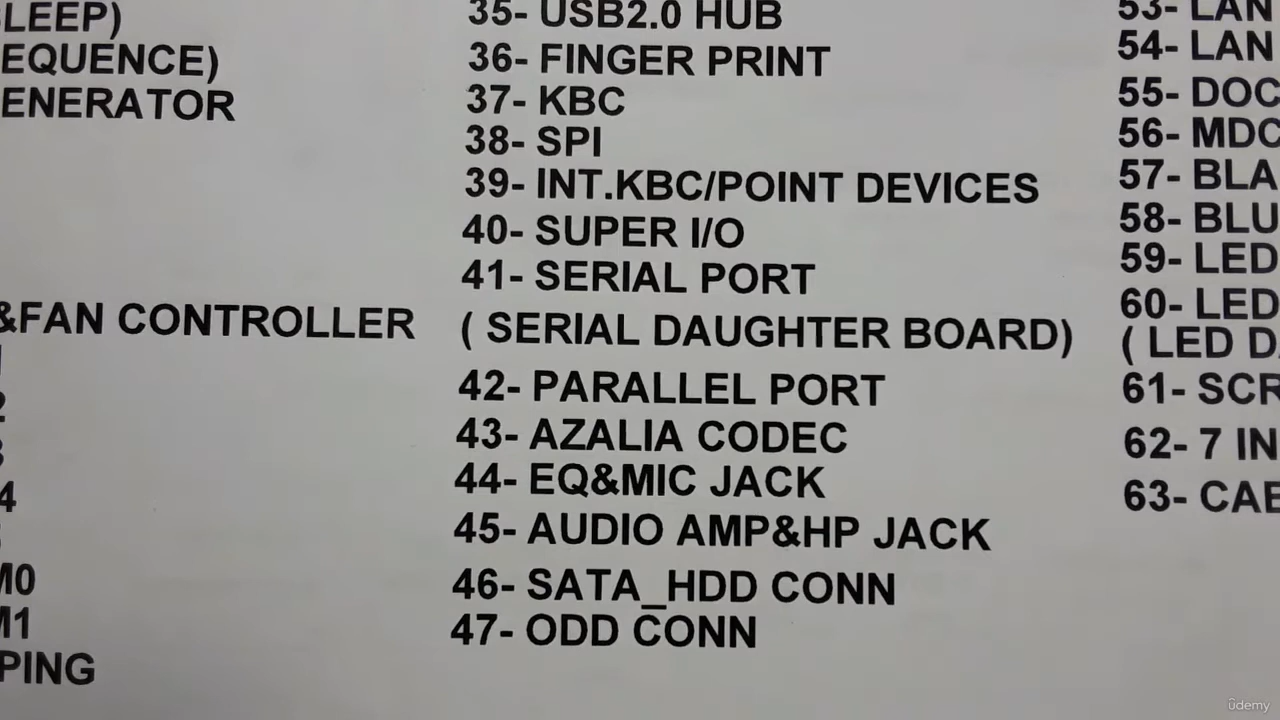 SLEEP)
EQUENCE)
ENERATOR
&FAN CONTROLLER
2
4
M0
M1
PING
35- USB2.0 HUB
36- FINGER PRINT
37- KBC
38- SPI
39- INT.KBC/POINT DEVICES
40- SUPER I/O
41- SERIAL PORT
( SERIAL DAUGHTER BOARD)
42- PARALLEL PORT
43- AZALIA CODEC
44- EQ&MIC JACK
45- AUDIO AMP&HP JACK
46- SATA_HDD CONN
47- ODD CONN
53- LAN
54- LAN
55- DOC
56- MDC
57- BLA
58- BLU
59- LED
60- LED
( LED D
61- SCR
62- 7 IN
63- CAB
ûdemy